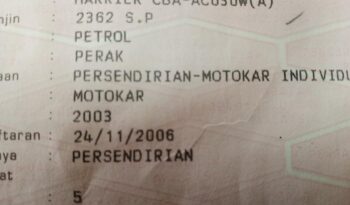 HARRIER CBA-ACU30W(A)
jin : 2362 S.P
: PETROL
: PERAK
aan : PERSENDIRIAN-MOTOKAR INDIVIDU
: MOTOKAR
: 2003
ftaran : 24/11/2006
ya : PERSENDIRIAN
at
: 5